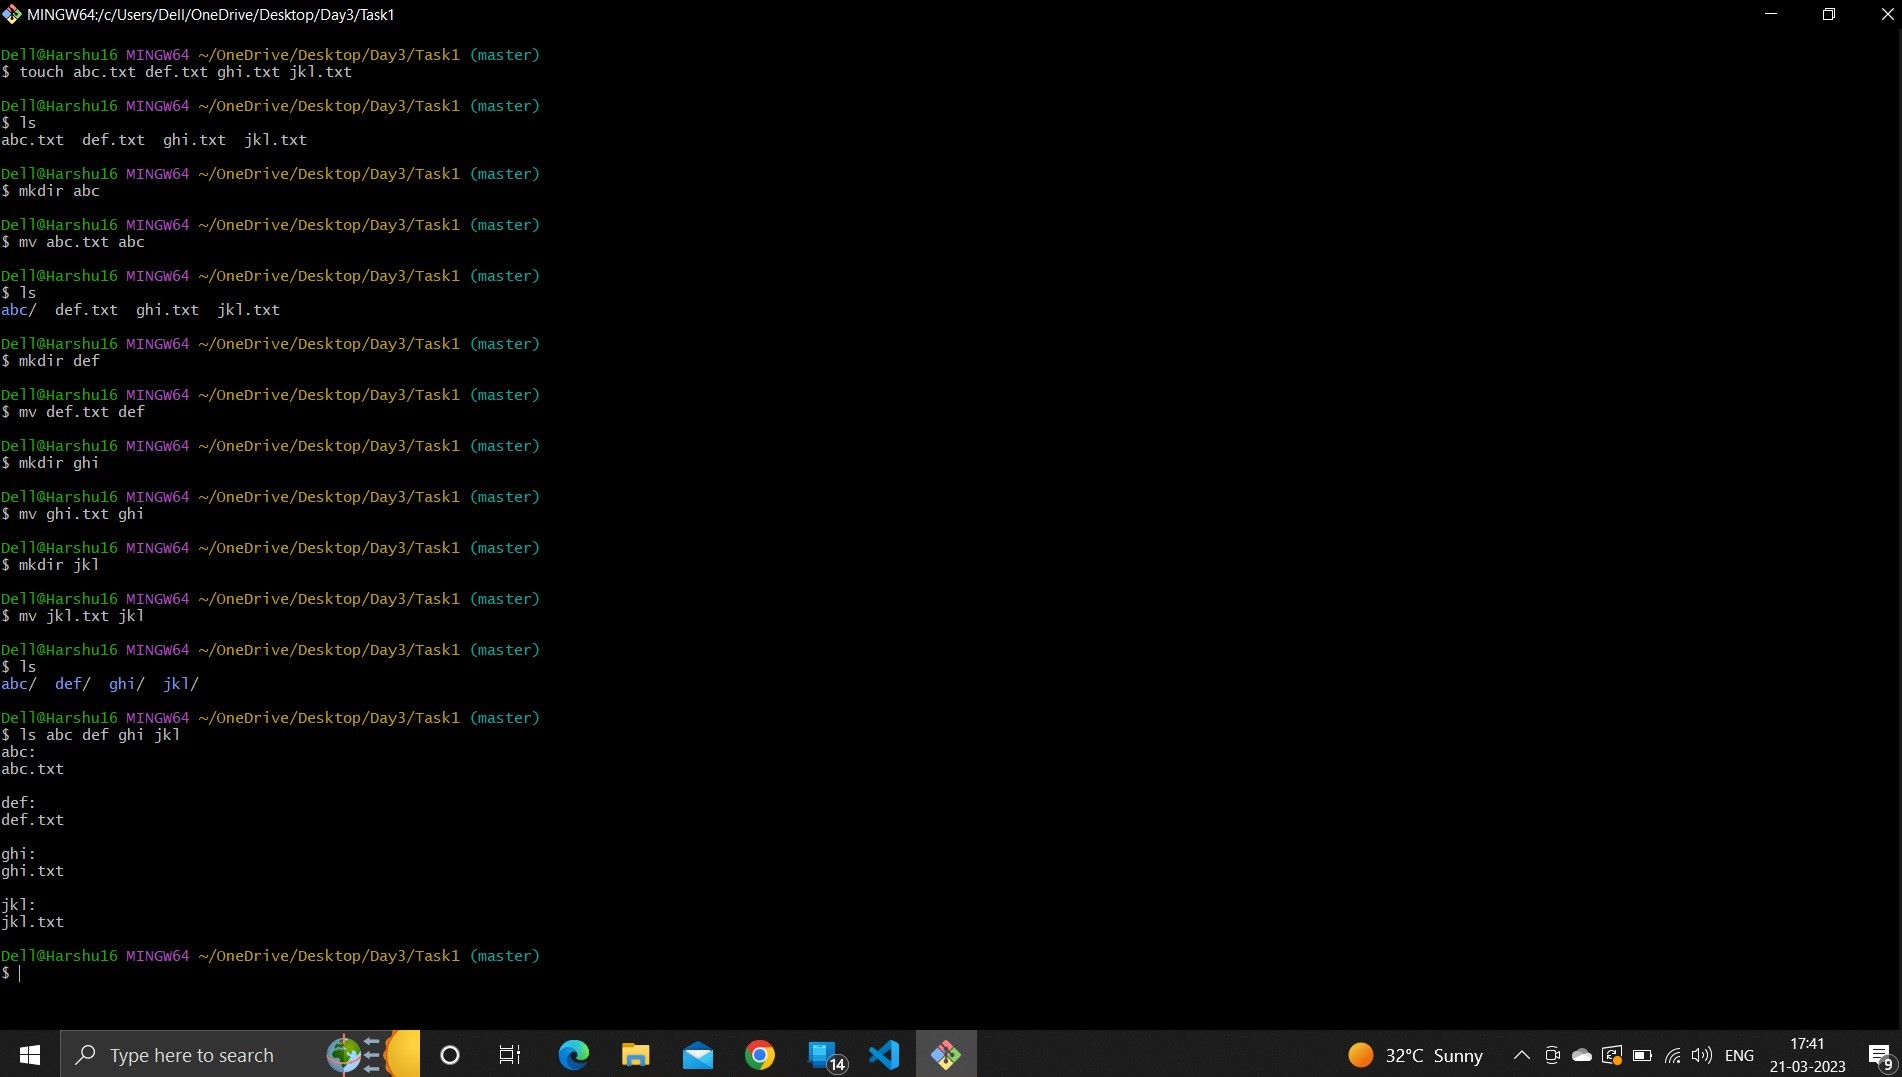 MINGW64:/c/Users/Dell/OneDrive/Desktop/Day3/Task1
Dell@Harshu16 MINGW64 ~/OneDrive/Desktop/Day3/Task1 (master)
$ touch abc.txt def.txt ghi.txt jkl.txt
Dell@Harshu16 MINGW64 ~/OneDrive/Desktop/Day3/Task1 (master)
$ ls
abc.txt  def.txt  ghi.txt  jkl.txt
Dell@Harshu16 MINGW64 ~/OneDrive/Desktop/Day3/Task1 (master)
$ mkdir abc
Dell@Harshu16 MINGW64 ~/OneDrive/Desktop/Day3/Task1 (master)
$ mv abc.txt abc
Dell@Harshu16 MINGW64 ~/OneDrive/Desktop/Day3/Task1 (master)
$ ls
abc/  def.txt  ghi.txt  jkl.txt
Dell@Harshu16 MINGW64 ~/OneDrive/Desktop/Day3/Task1 (master)
$ mkdir def
Dell@Harshu16 MINGW64 ~/OneDrive/Desktop/Day3/Task1 (master)
$ mv def.txt def
Dell@Harshu16 MINGW64 ~/OneDrive/Desktop/Day3/Task1 (master)
$ mkdir ghi
Dell@Harshu16 MINGW64 ~/OneDrive/Desktop/Day3/Task1 (master)
$ mv ghi.txt ghi
Dell@Harshu16 MINGW64 ~/OneDrive/Desktop/Day3/Task1 (master)
$ mkdir jkl
Dell@Harshu16 MINGW64 ~/OneDrive/Desktop/Day3/Task1 (master)
$ mv jkl.txt jkl
Dell@Harshu16 MINGW64 ~/OneDrive/Desktop/Day3/Task1 (master)
$ ls
abc/  def/  ghi/  jkl/
Dell@Harshu16 MINGW64 ~/OneDrive/Desktop/Day3/Task1 (master)
$ ls abc def ghi jkl
abc:
abc.txt
def:
def.txt
ghi:
ghi.txt
jkl:
jkl.txt
Dell@Harshu16 MINGW64 ~/OneDrive/Desktop/Day3/Task1 (master)
$
Type here to search
14
32°C Sunny
ENG
17:41
21-03-2023
9